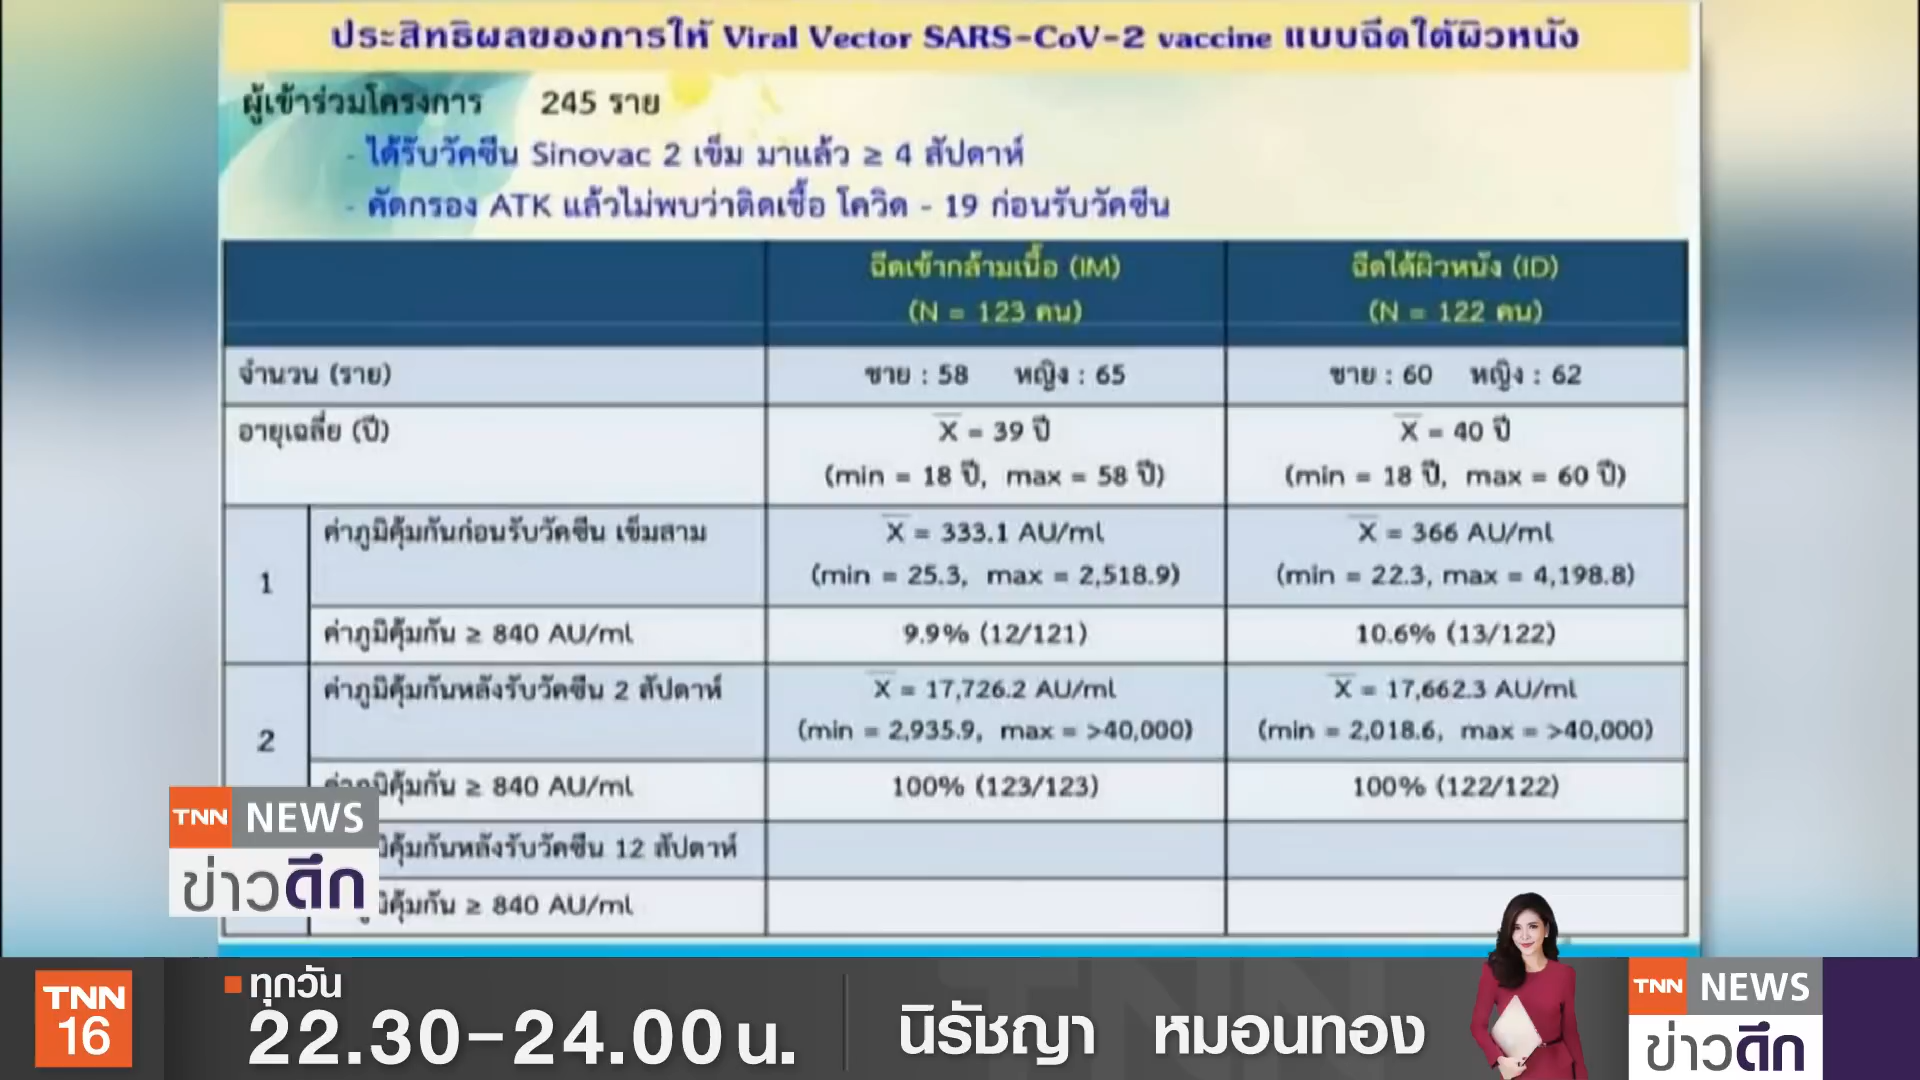 ประสิทธิผลของการให้ Viral Vector SARS-CoV-2 vaccine แบบฉีดใต้ผิวหนัง
ผู้เข้าร่วมโครงการ 245 ราย
- ได้รับวัคซีน Sinovac 2 เข็ม มาแล้ว ≥ 4 สัปดาห์
- คัดกรอง ATK แล้วไม่พบว่าติดเชื้อ โควิด - 19 ก่อนรับวัคซีน
ฉีดเข้ากล้ามเนื้อ (IM) ฉีดใต้ผิวหนัง (ID)
(N = 123 คน) (N = 122 คน)
จำนวน (ราย) ชาย : 58 หญิง : 65 ชาย : 60 หญิง : 62
อายุเฉลี่ย (ปี) X̅ = 39 ปี X̅ = 40 ปี
(min = 18 ปี, max = 58 ปี) (min = 18 ปี, max = 60 ปี)
1 ค่าภูมิคุ้มกันก่อนรับวัคซีน เข็มสาม X̅ = 333.1 AU/ml X̅ = 366 AU/ml
(min = 25.3, max = 2,518.9) (min = 22.3, max = 4,198.8)
ค่าภูมิคุ้มกัน ≥ 840 AU/ml 9.9% (12/121) 10.6% (13/122)
2 ค่าภูมิคุ้มกันหลังรับวัคซีน 2 สัปดาห์ X̅ = 17,726.2 AU/ml X̅ = 17,662.3 AU/ml
(min = 2,935.9, max = >40,000) (min = 2,018.6, max = >40,000)
ค่าภูมิคุ้มกัน ≥ 840 AU/ml 100% (123/123) 100% (122/122)
มิคุ้มกันหลังรับวัคซีน 12 สัปดาห์
ภูมิคุ้มกัน ≥ 840 AU/ml
TNN NEWS
ข่าวดึก
TNN
16
ทุกวัน
22.30-24.00 น.
นิรัชญา หมอนทอง
TNN NEWS
ข่าวดึก